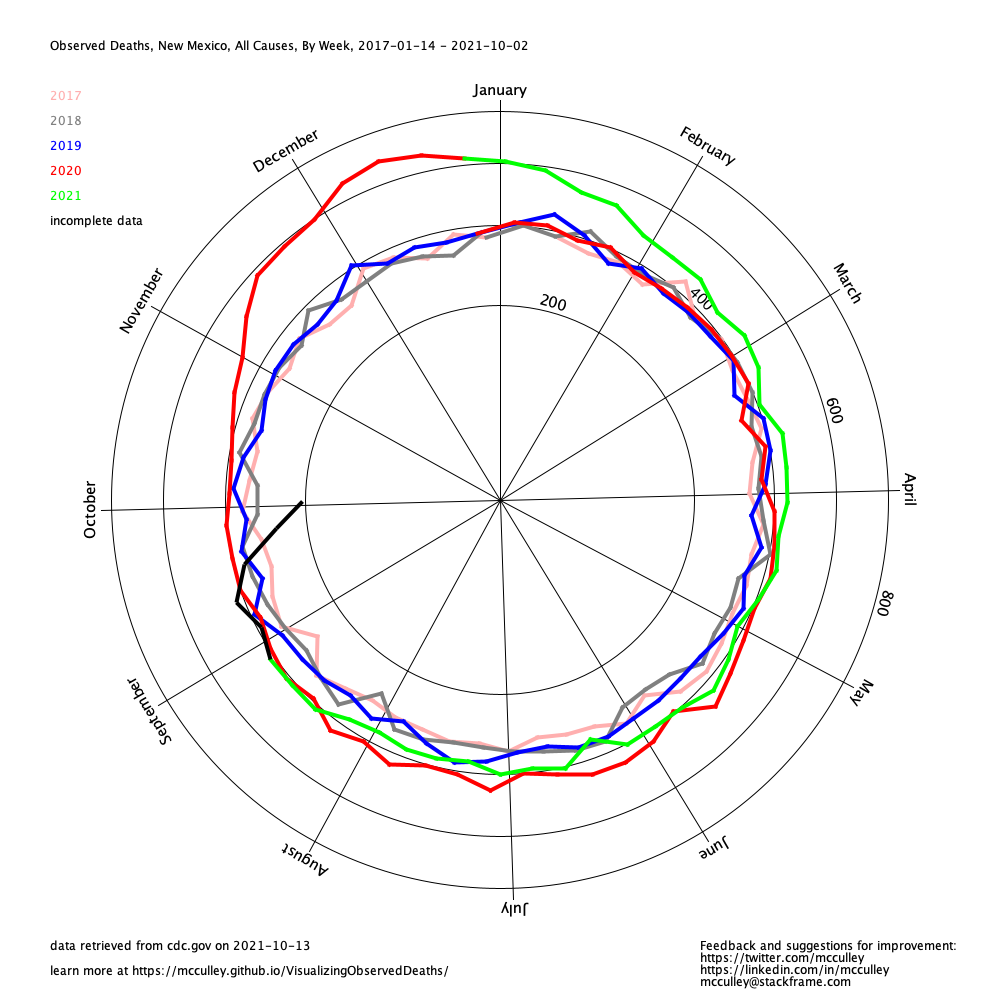 Observed Deaths, New Mexico, All Causes, By Week, 2017-01-14 - 2021-10-02
January
2017
2018
2019
2020
2021
incomplete data
December
February
November
March
200
400
600
October
April
800
September
May
August
June
July
data retrieved from cdc.gov on 2021-10-13
learn more at https://mcculley.github.io/VisualizingObservedDeaths/
Feedback and suggestions for improvement:
https://twitter.com/mcculley
https://linkedin.com/in/mcculley
mcculley@stackframe.com